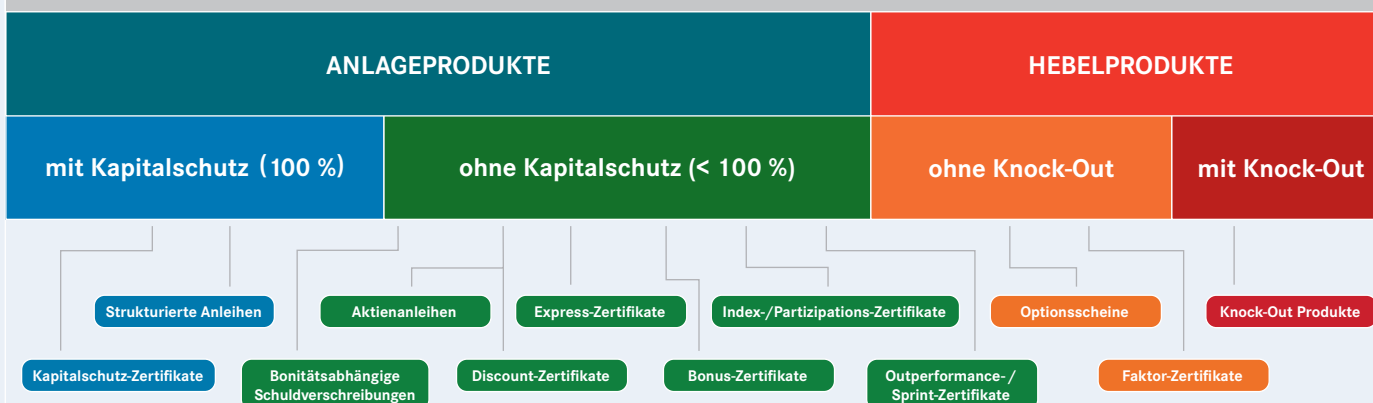 ANLAGEPRODUKTE
HEBELPRODUKTE
mit Kapitalschutz (100 %)
ohne Kapitalschutz (< 100 %)
ohne Knock-Out
mit Knock-Out
Strukturierte Anleihen
Aktienanleihen
Express-Zertifikate
Index-/Partizipations-Zertifikate
Optionsscheine
Knock-Out Produkte
Kapitalschutz-Zertifikate
Bonitätsabhängige
Schuldverschreibungen
Discount-Zertifikate
Bonus-Zertifikate
Outperformance-/
Sprint-Zertifikate
Faktor-Zertifikate